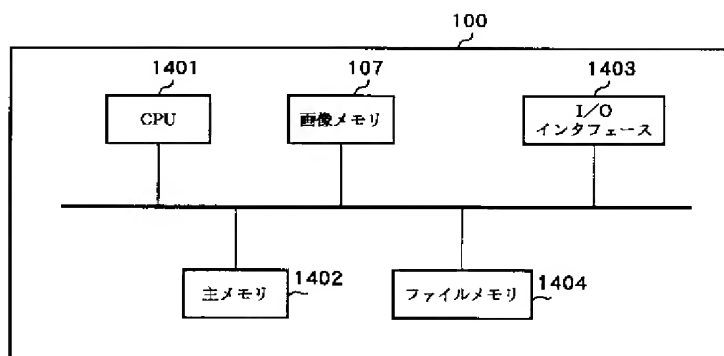 100
1401
107
1403
CPU
画像メモリ
I/O
インタフェース
主メモリ
1402
ファイルメモリ
1404